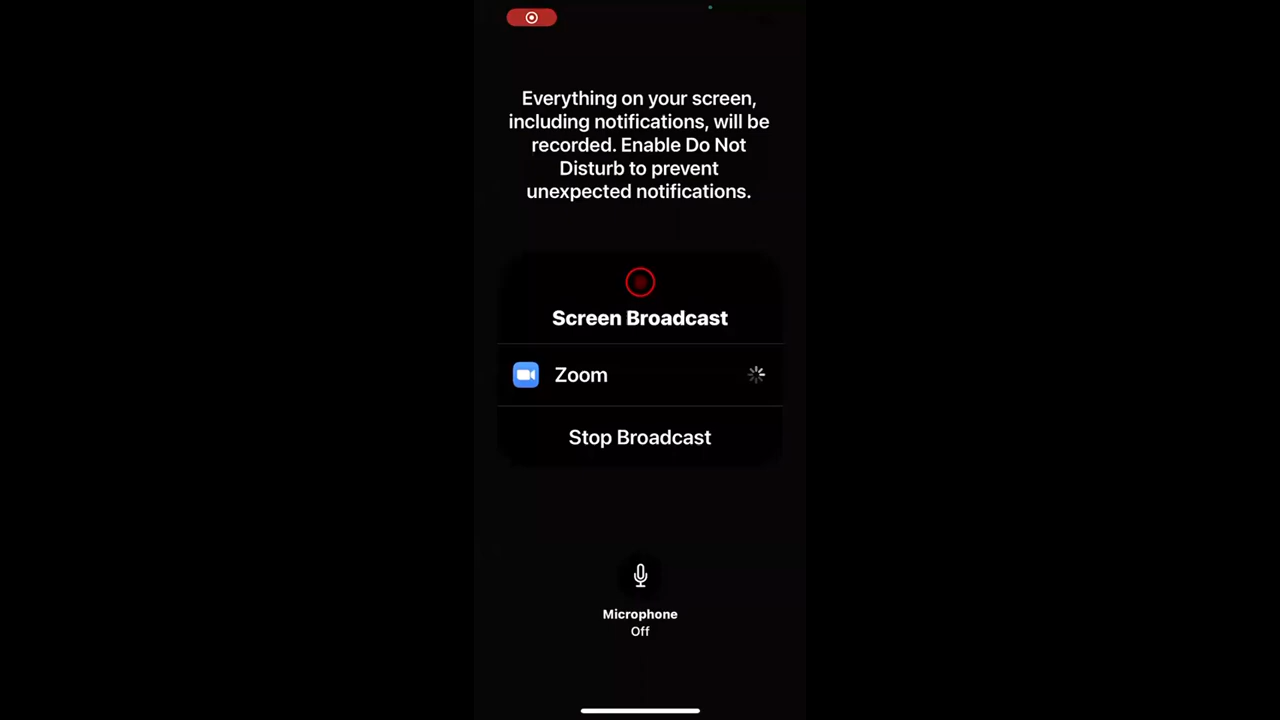 Everything on your screen,
including notifications, will be
recorded. Enable Do Not
Disturb to prevent
unexpected notifications.
Screen Broadcast
Zoom
Stop Broadcast
Microphone
Off